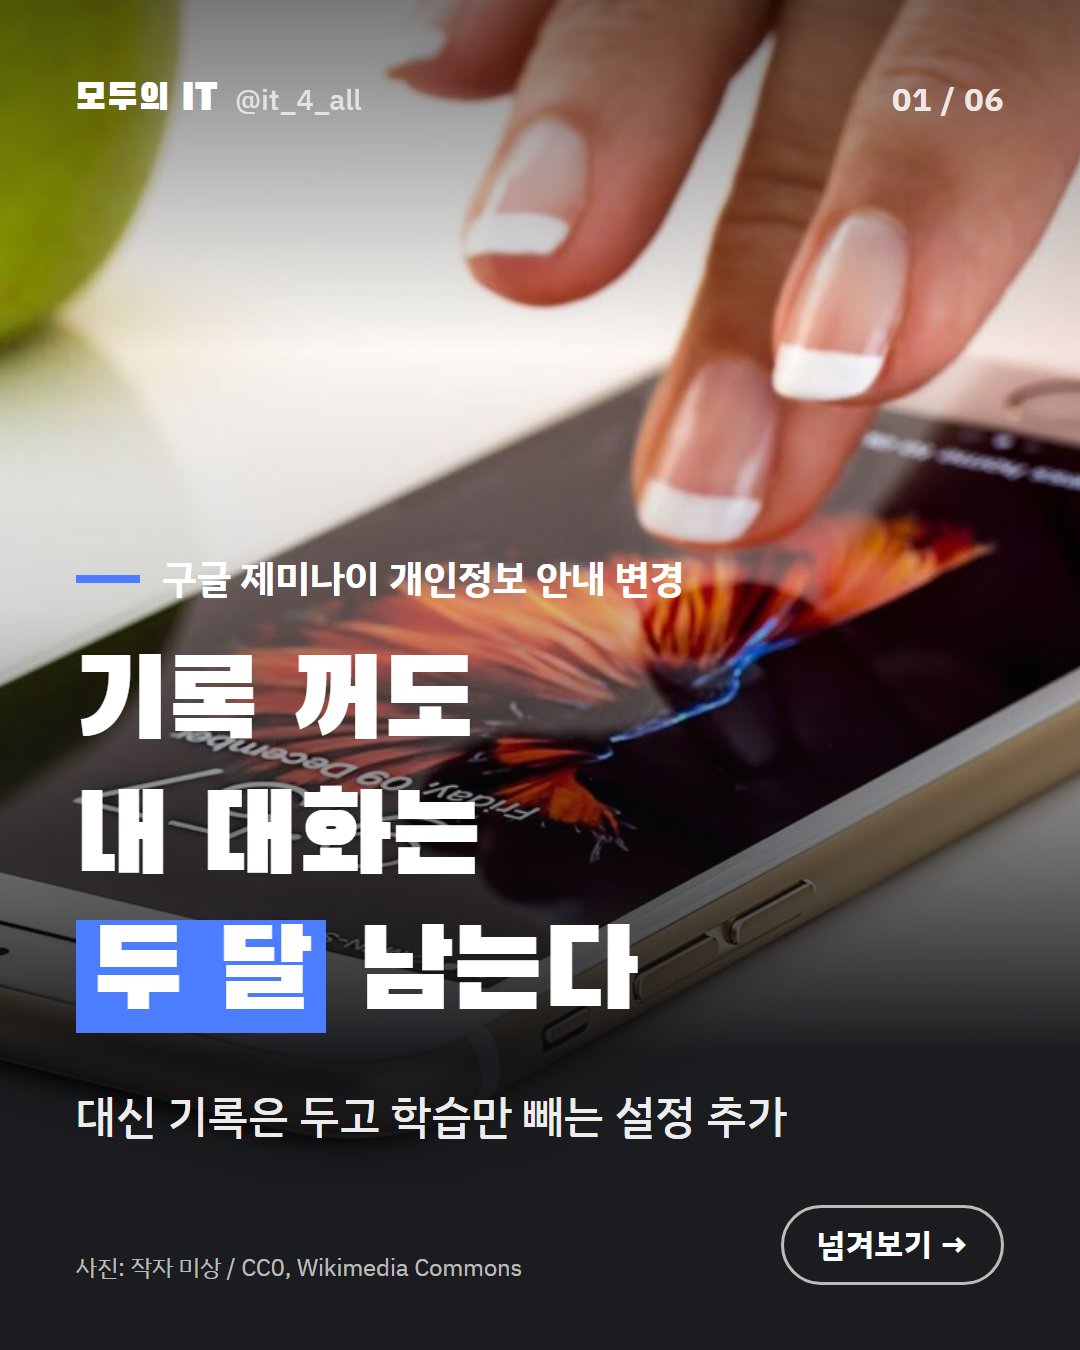 모두의 IT @it_4_all
01 / 06
구글 제미나이 개인정보 안내 변경
기록 꺼도
내 대화는
두 달 남는다
Friday, 09 December
대신 기록은 두고 학습만 빼는 설정 추가
넘겨보기 →
사진: 작자 미상 / CC0, Wikimedia Commons